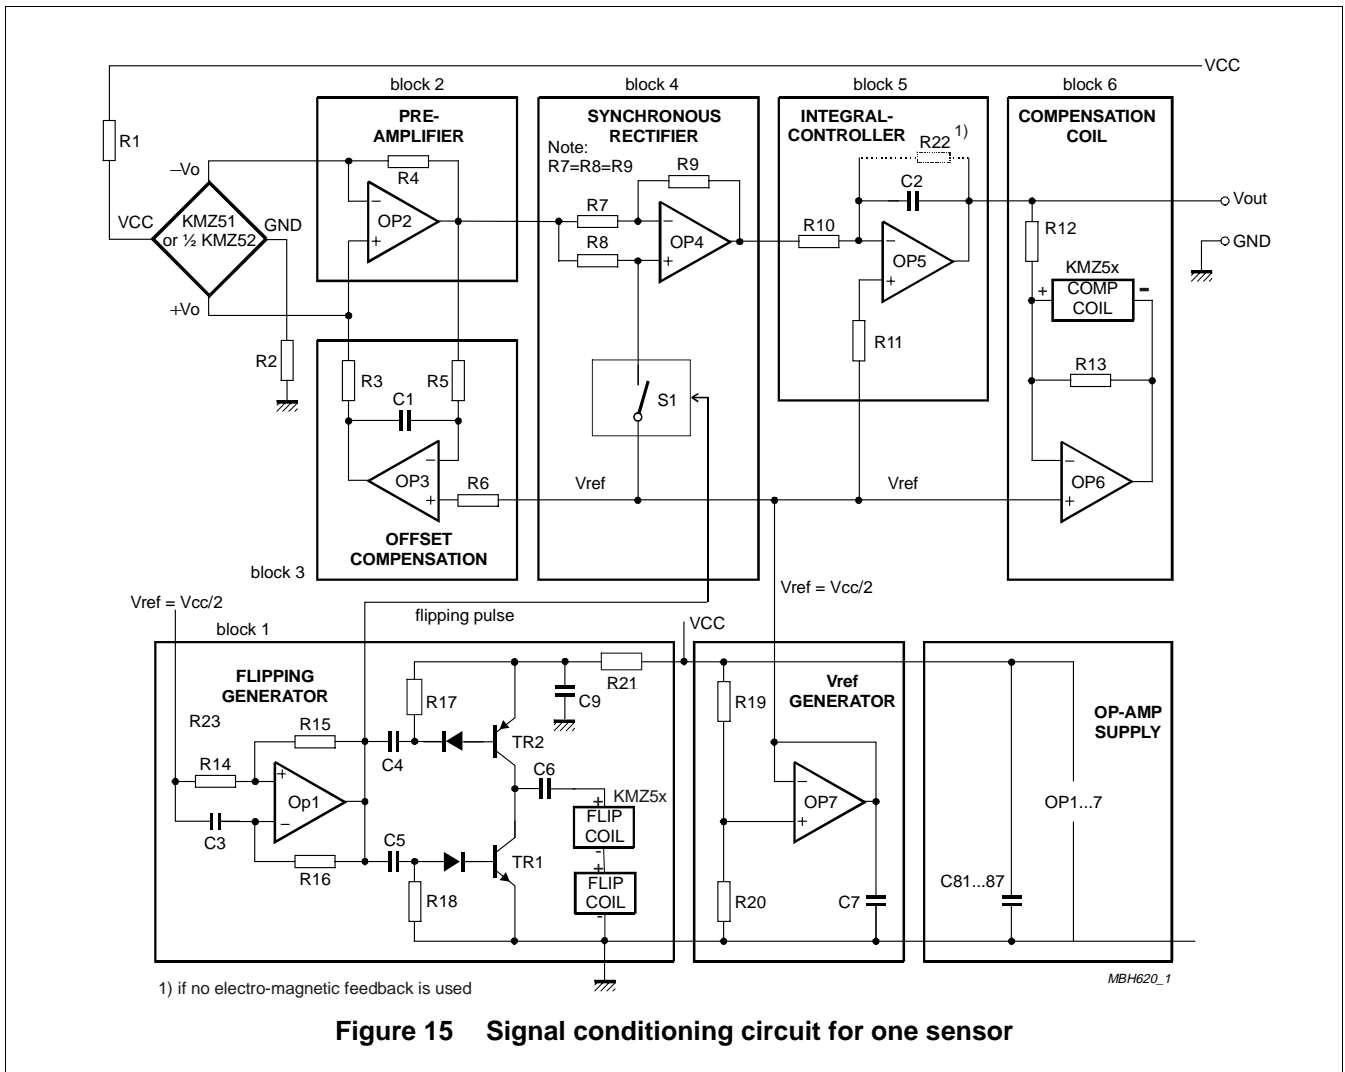 VCC
block 2
block 4
block 5
block 6
PRE-
AMPLIFIER
SYNCHRONOUS
RECTIFIER
INTEGRAL-
CONTROLLER
COMPENSATION
COIL
R1
Note:
R7=R8=R9
R22
1)
–Vo
R4
R9
C2
VCC
KMZ51
or ½ KMZ52
GND
−
OP2
+
R7
R8
−
OP4
+
R10
−
OP5
+
R12
Vout
GND
KMZ5x
+
COMP
COIL
-
+Vo
R2
R3
R5
C1
S1
R11
R13
−
OP3
+
R6
Vref
Vref
−
OP6
+
OFFSET
COMPENSATION
block 3
Vref = Vcc/2
Vref = Vcc/2
flipping pulse
block 1
VCC
FLIPPING
GENERATOR
R23
R15
R17
C9
R21
R19
Vref
GENERATOR
OP-AMP
SUPPLY
R14
+
Op1
−
C4
TR2
C6
KMZ5x
+
FLIP
COIL
-
−
OP7
+
OP1...7
C3
R16
C5
TR1
+
FLIP
COIL
-
R18
R20
C7
C81...87
MBH620_1
1) if no electro-magnetic feedback is used
Figure 15 Signal conditioning circuit for one sensor